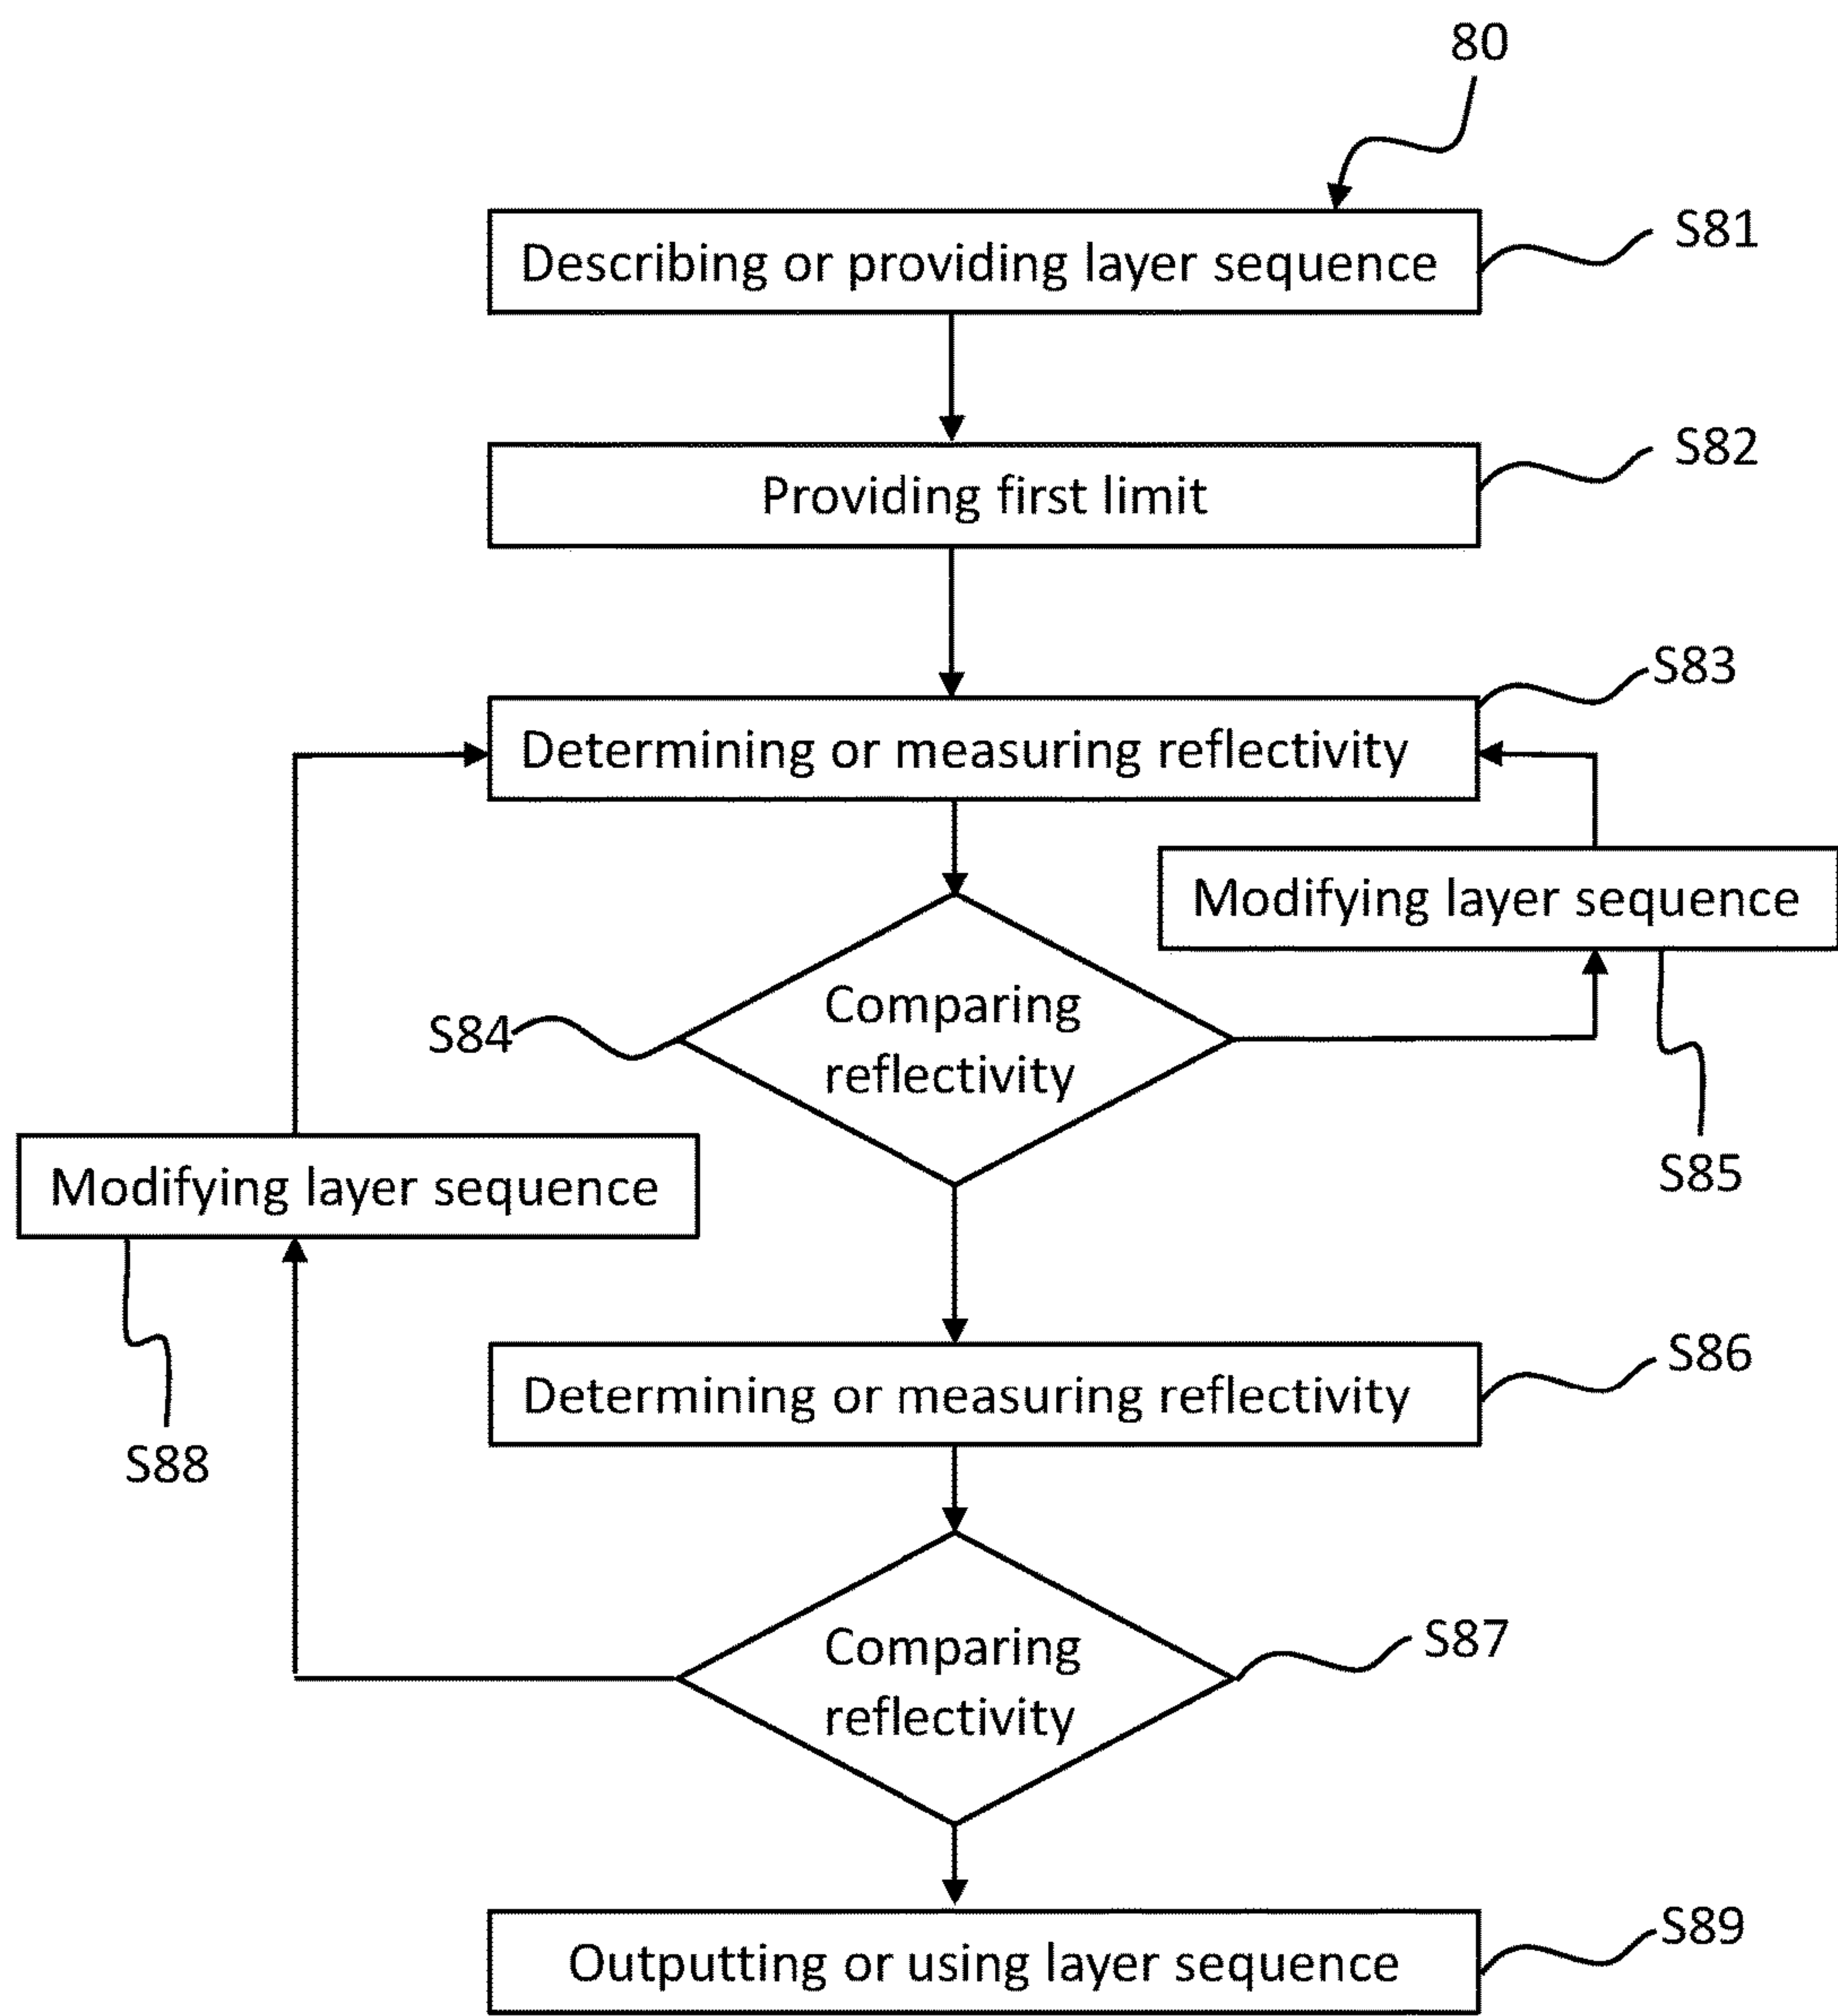 80
Describing or providing layer sequence
S81
Providing first limit
S82
S83
Determining or measuring reflectivity
Modifying layer sequence
Comparing
reflectivity
S84
S85
Modifying layer sequence
S86
Determining or measuring reflectivity
S88
Comparing
reflectivity
S87
S89
Outputting or using layer sequence